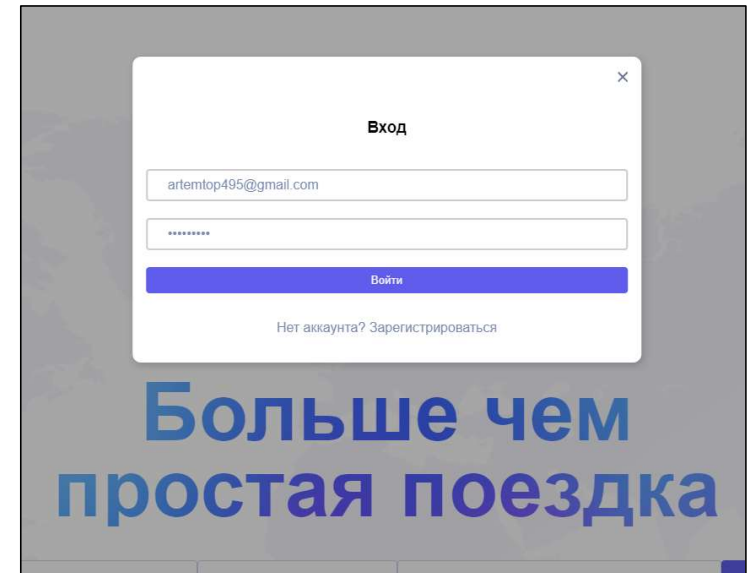 ×
Вход
artemtop495@gmail.com
•••••••••
Войти
Нет аккаунта? Зарегистрироваться
Больше чем
простая поездка